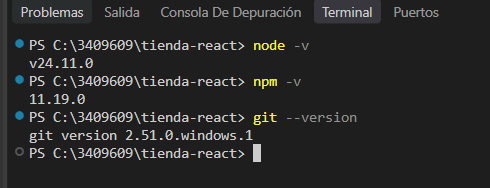 Problemas Salida Consola De Depuración Terminal Puertos
PS C:\3409609\tienda-react> node -v
v24.11.0
PS C:\3409609\tienda-react> npm -v
11.19.0
PS C:\3409609\tienda-react> git --version
git version 2.51.0.windows.1
PS C:\3409609\tienda-react>